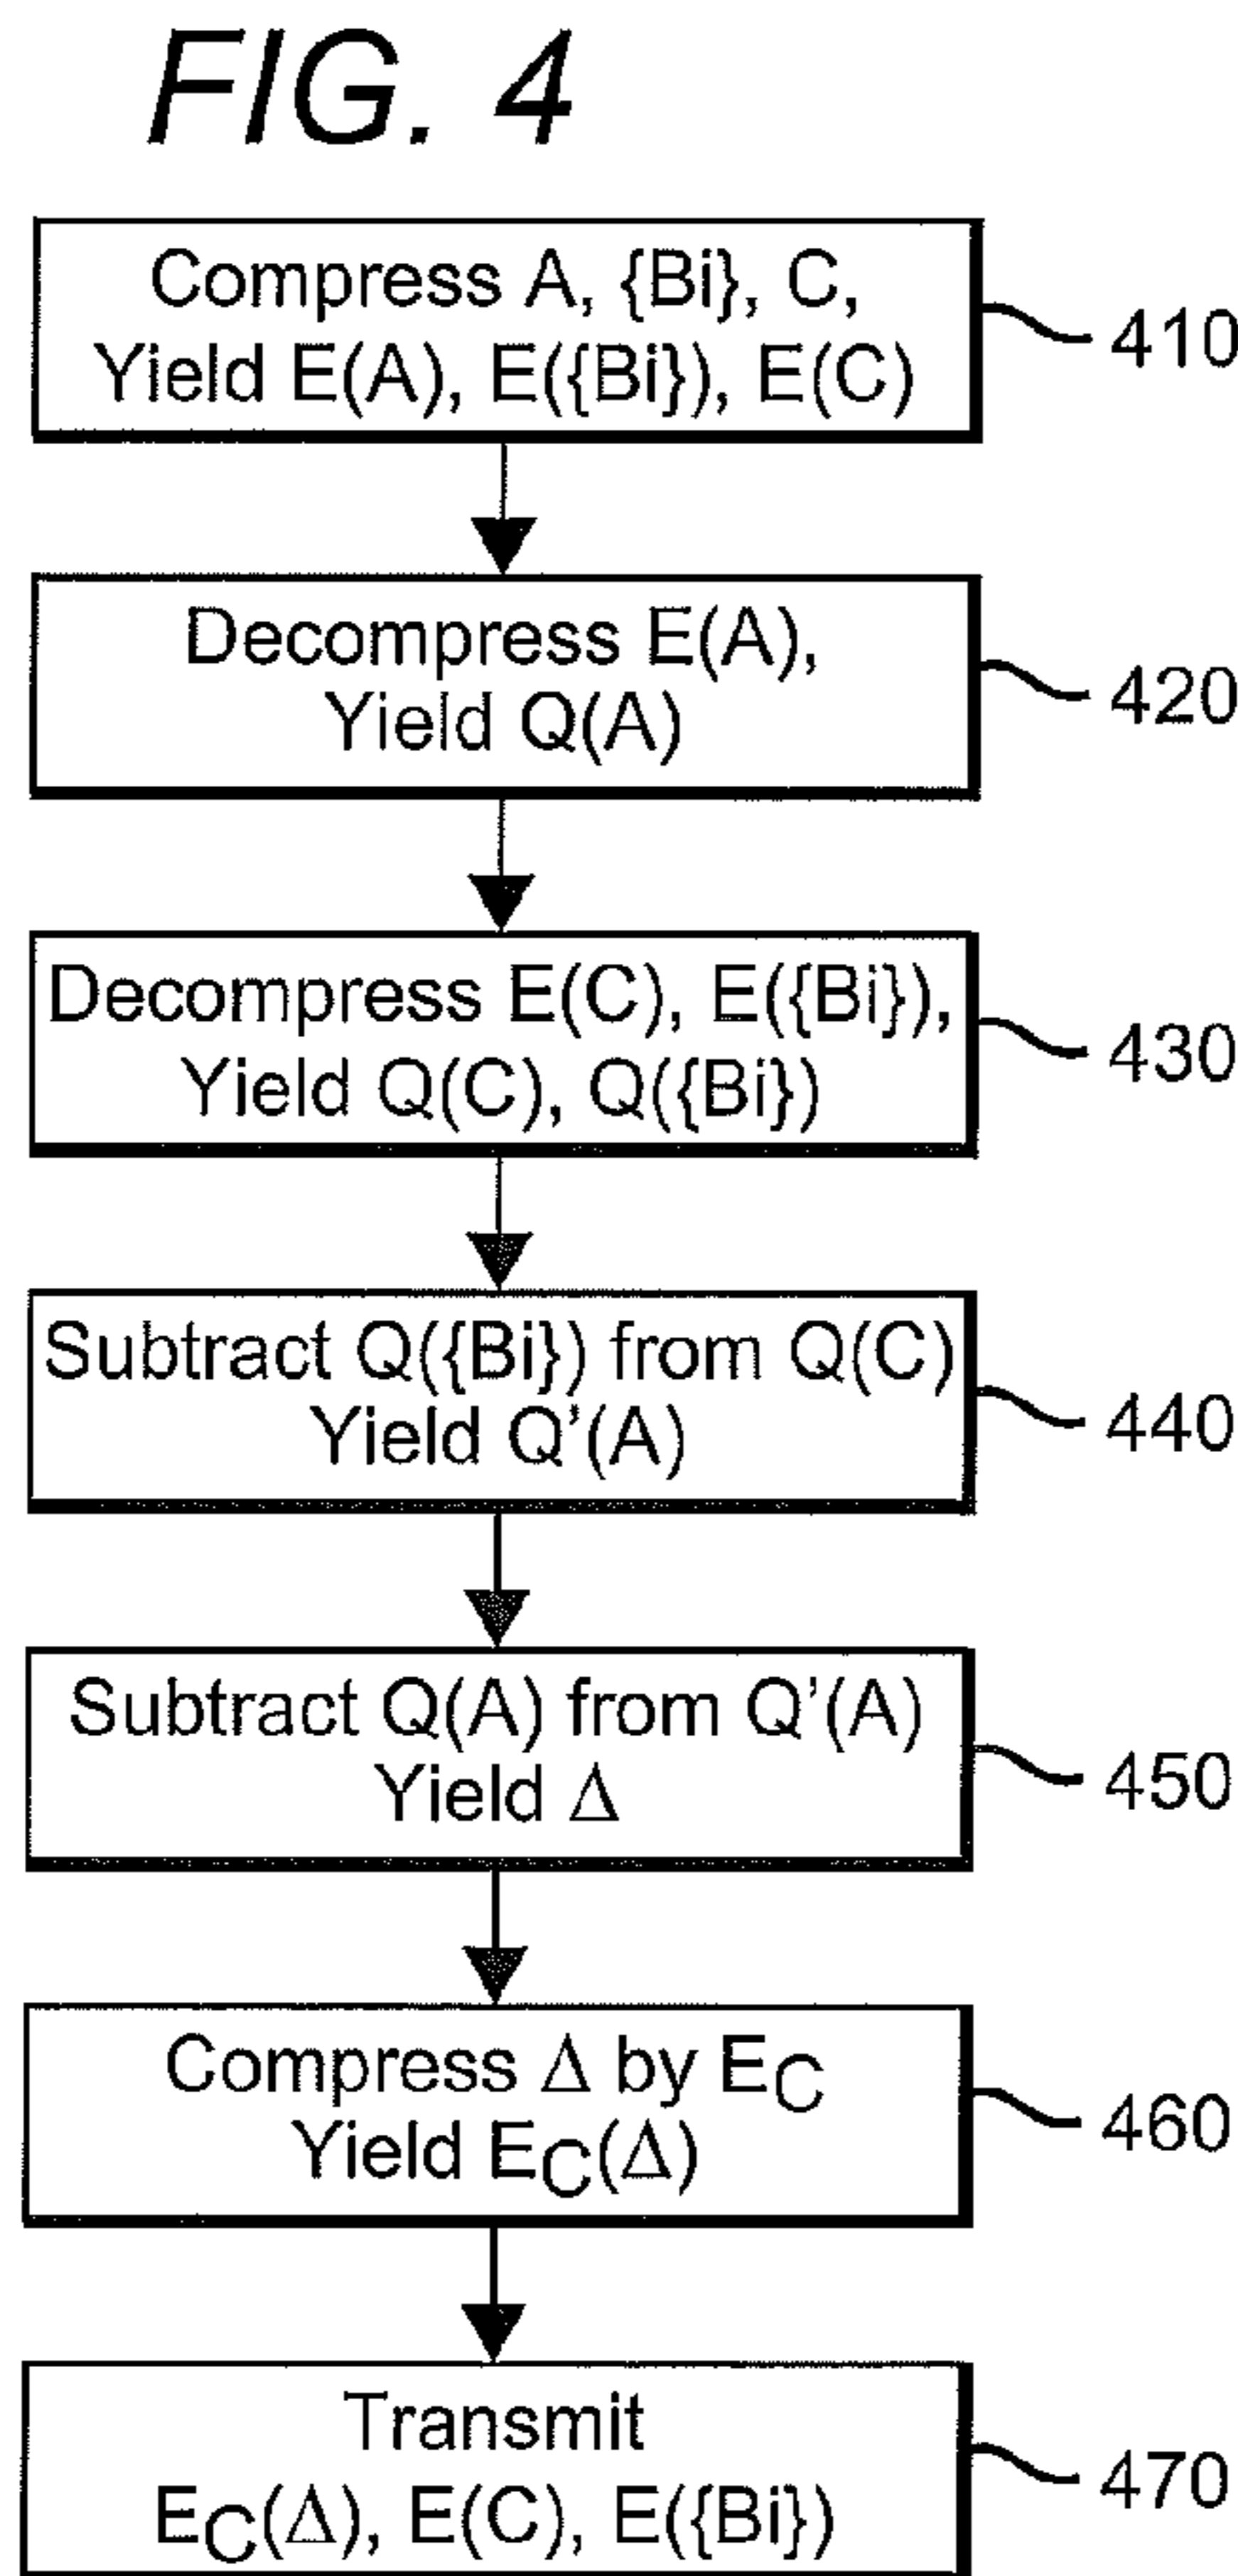 FIG. 4
Compress A, {Bi}, C,
Yield E(A), E({Bi}), E(C)
410
Decompress E(A),
Yield Q(A)
420
Decompress E(C), E({Bi}),
Yield Q(C), Q({Bi})
430
Subtract Q({Bi}) from Q(C)
Yield Q'(A)
440
Subtract Q(A) from Q'(A)
Yield Δ
450
Compress Δ by EC
Yield EC(Δ)
460
Transmit
EC(Δ), E(C), E({Bi})
470